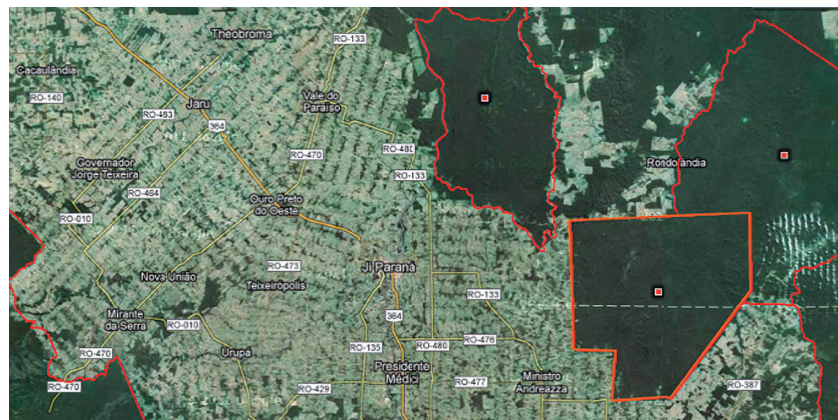 Theobroma
RO-133
Cacaulândia
RO-140
Jaru
RO-463
Vale do
Paraíso
364
Governador
Jorge Teixeira
RO-464
RO-470
RO-480
RO-133
Rondolândia
RO-010
Ouro Preto
do Oeste
Nova União
RO-473
Teixeirópolis
Ji Paraná
RO-133
Mirante
da Serra
RO-010
364
RO-470
Urupá
RO-135
RO-480
RO-476
Presidente
Médici
RO-470
RO-429
RO-477
Ministro
Andreazza
RO-387